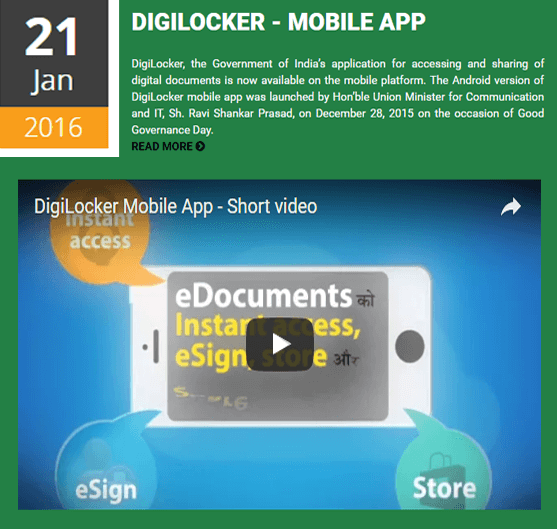 21
Jan
2016
DIGILOCKER - MOBILE APP
DigiLocker, the Government of India's application for accessing and sharing of
digital documents is now available on the mobile platform. The Android version of
DigiLocker mobile app was launched by Hon'ble Union Minister for Communication
and IT, Sh. Ravi Shankar Prasad, on December 28, 2015 on the occasion of Good
Governance Day.
READ MORE
DigiLocker Mobile App - Short video
Instant
access
eDocuments को
Instant access,
eSign, store और
eSign
Store